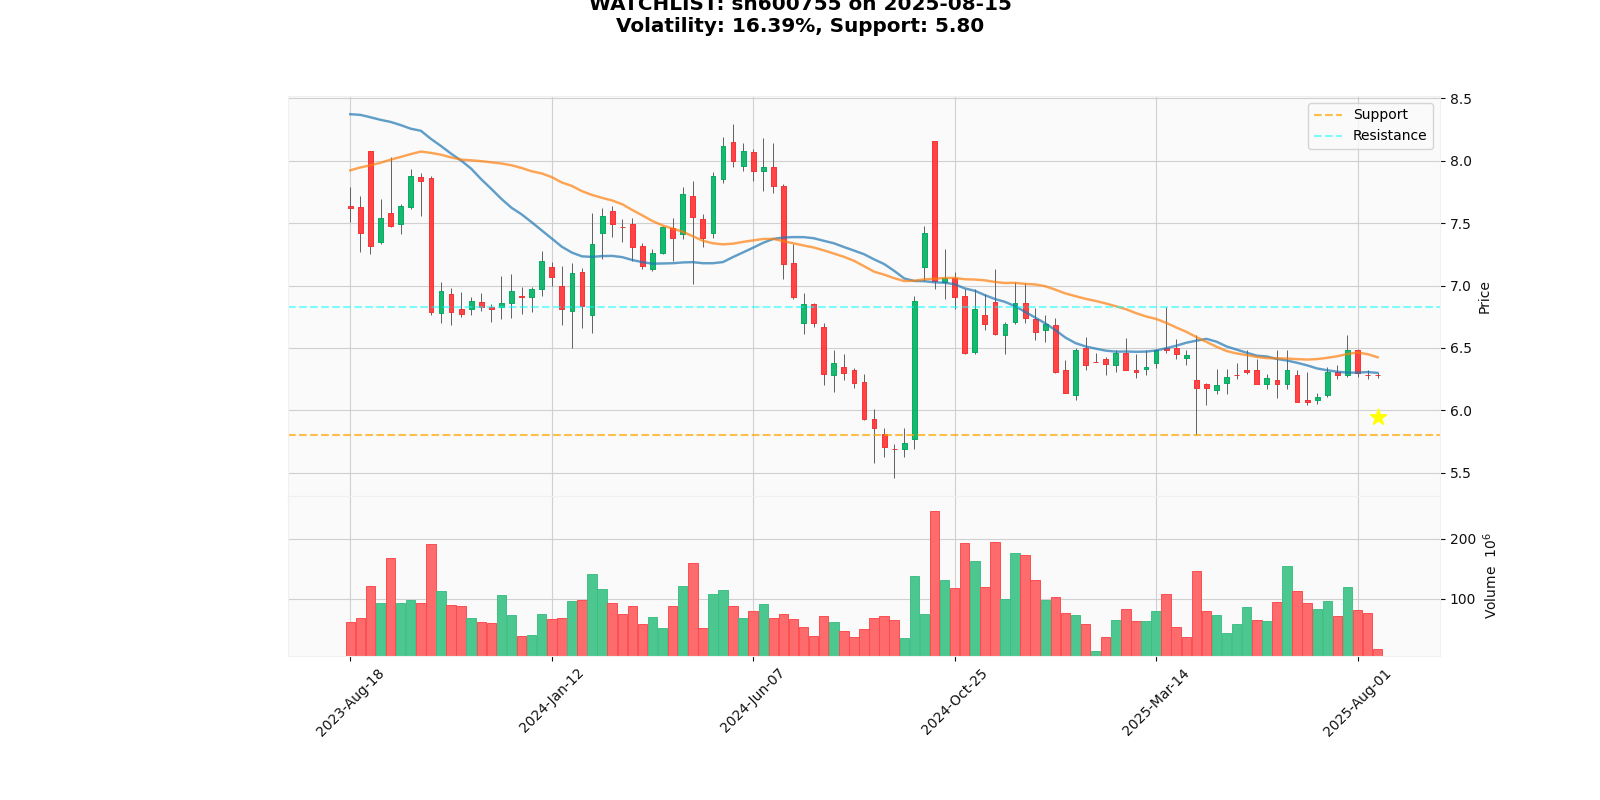 WATCHLIST: sh600755 on 2025-08-15
Volatility: 16.39%, Support: 5.80
Support
Resistance
8.5
8.0
7.5
7.0
6.5
6.0
5.5
Price
200
100
Volume 10⁶
2023-Aug-18
2024-Jan-12
2024-Jun-07
2024-Oct-25
2025-Mar-14
2025-Aug-01